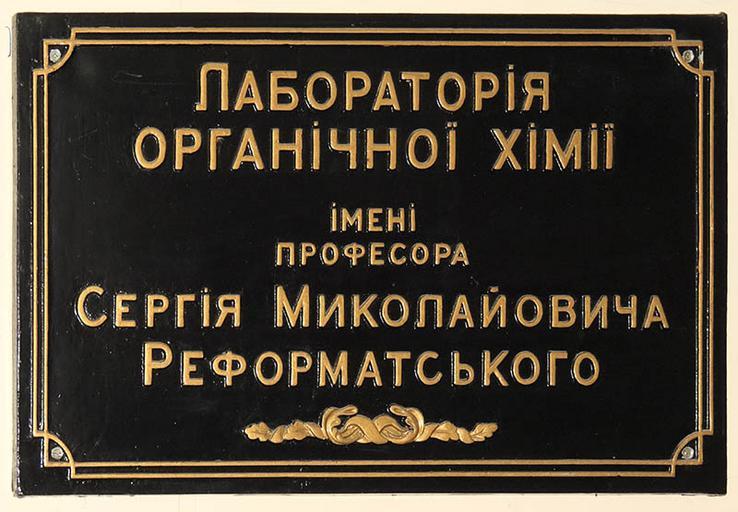 Лабораторія
органічної хімії
імені
професора
Сергія Миколайовича
Реформатського